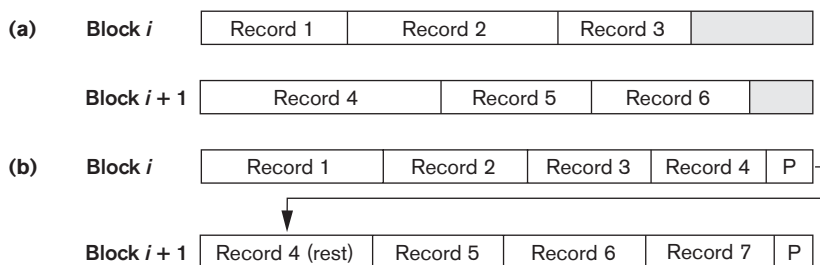 (a) Block i Record 1 Record 2 Record 3
Block i + 1 Record 4 Record 5 Record 6
(b) Block i Record 1 Record 2 Record 3 Record 4 P
Block i + 1 Record 4 (rest) Record 5 Record 6 Record 7 P